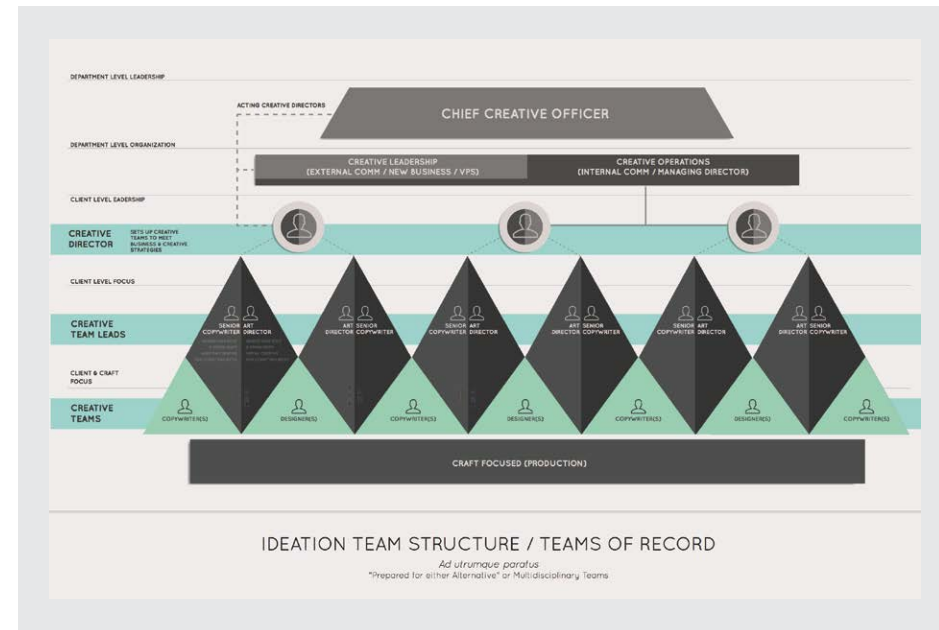 DEPARTMENT LEVEL LEADERSHIP
ACTING CREATIVE DIRECTORS
CHIEF CREATIVE OFFICER
DEPARTMENT LEVEL ORGANIZATION
CREATIVE LEADERSHIP
(EXTERNAL COMM / NEW BUSINESS / VPS)
CREATIVE OPERATIONS
(INTERNAL COMM / MANAGING DIRECTOR)
CLIENT LEVEL EADERSHIP
CREATIVE
DIRECTOR
SETS UP CREATIVE
TEAMS TO MEET
BUSINESS & CREATIVE
STRATEGIES
CLIENT LEVEL FOCUS
CREATIVE
TEAM LEADS
SENIOR ART
COPYWRITER DIRECTOR
ART SENIOR
DIRECTOR COPYWRITER
SENIOR ART
COPYWRITER DIRECTOR
ART SENIOR
DIRECTOR COPYWRITER
SENIOR ART
COPYWRITER DIRECTOR
ART SENIOR
DIRECTOR COPYWRITER
CLIENT & CRAFT
FOCUS
CREATIVE
TEAMS
COPYWRITER(S)
DESIGNER(S)
COPYWRITER(S)
DESIGNER(S)
COPYWRITER(S)
DESIGNER(S)
COPYWRITER(S)
CRAFT FOCUSED (PRODUCTION)
IDEATION TEAM STRUCTURE / TEAMS OF RECORD
Ad utrumque paratus
"Prepared for either Alternative" or Multidisciplinary Teams